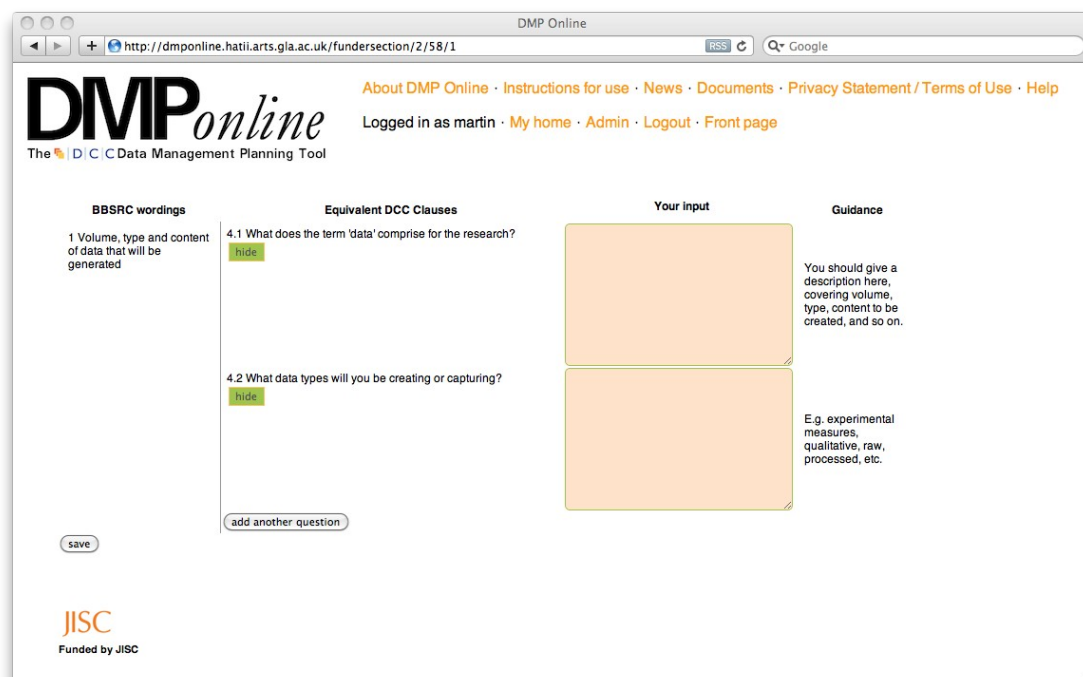 DMP Online
http://dmponline.hatii.arts.gla.ac.uk/fundersection/2/58/1
RSS
Google
DMPonline
The DCC Data Management Planning Tool
About DMP Online · Instructions for use · News · Documents · Privacy Statement / Terms of Use · Help
Logged in as martin · My home · Admin · Logout · Front page
BBSRC wordings
Equivalent DCC Clauses
Your input
Guidance
1 Volume, type and content
of data that will be
generated
4.1 What does the term 'data' comprise for the research?
hide
You should give a
description here,
covering volume,
type, content to be
created, and so on.
4.2 What data types will you be creating or capturing?
hide
E.g. experimental
measures,
qualitative, raw,
processed, etc.
add another question
save
JISC
Funded by JISC